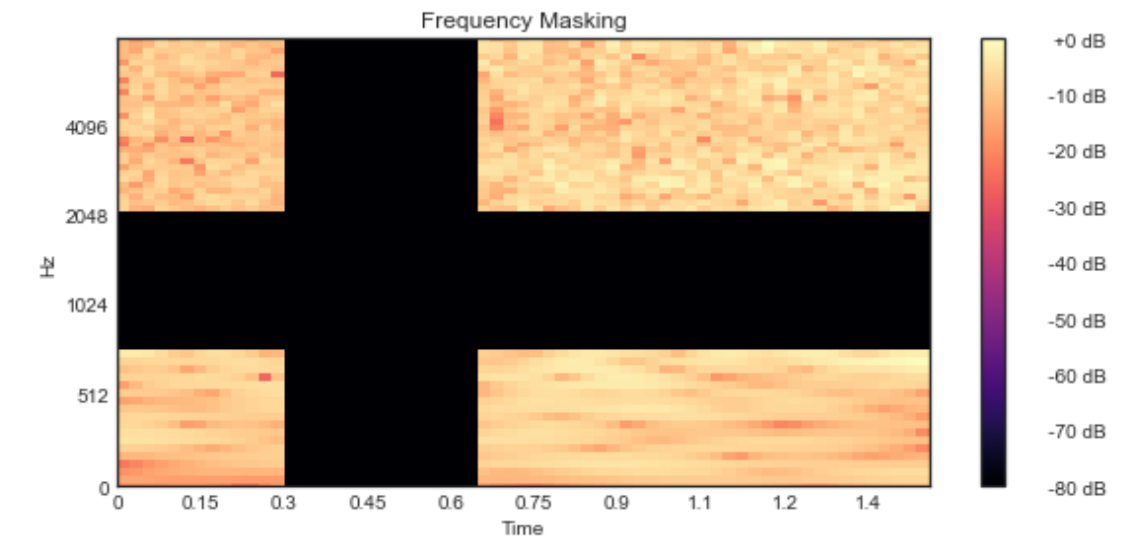 Frequency Masking
Hz
4096
2048
1024
512
0
0 0.15 0.3 0.45 0.6 0.75 0.9 1.1 1.2 1.4
Time
+0 dB
-10 dB
-20 dB
-30 dB
-40 dB
-50 dB
-60 dB
-70 dB
-80 dB